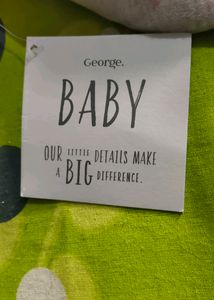 George.
BABY
OUR LITTLE DETAILS MAKE
A BIG DIFFERENCE.